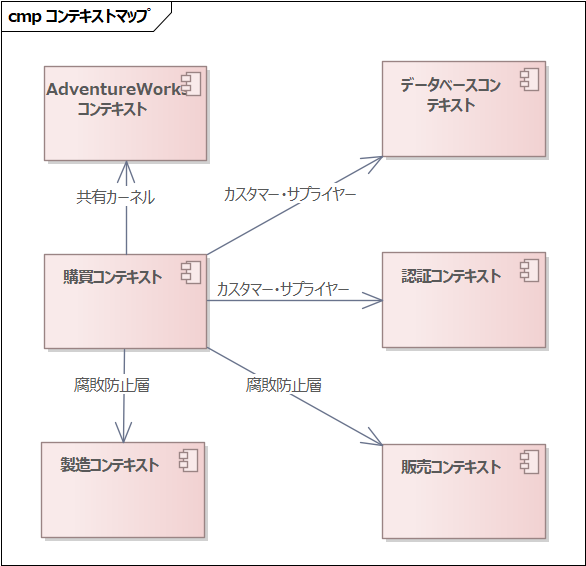 cmp コンテキストマップ
AdventureWorks
コンテキスト
データベースコン
テキスト
共有カーネル
カスタマー・サプライヤー
購買コンテキスト
カスタマー・サプライヤー
認証コンテキスト
腐敗防止層
腐敗防止層
製造コンテキスト
販売コンテキスト